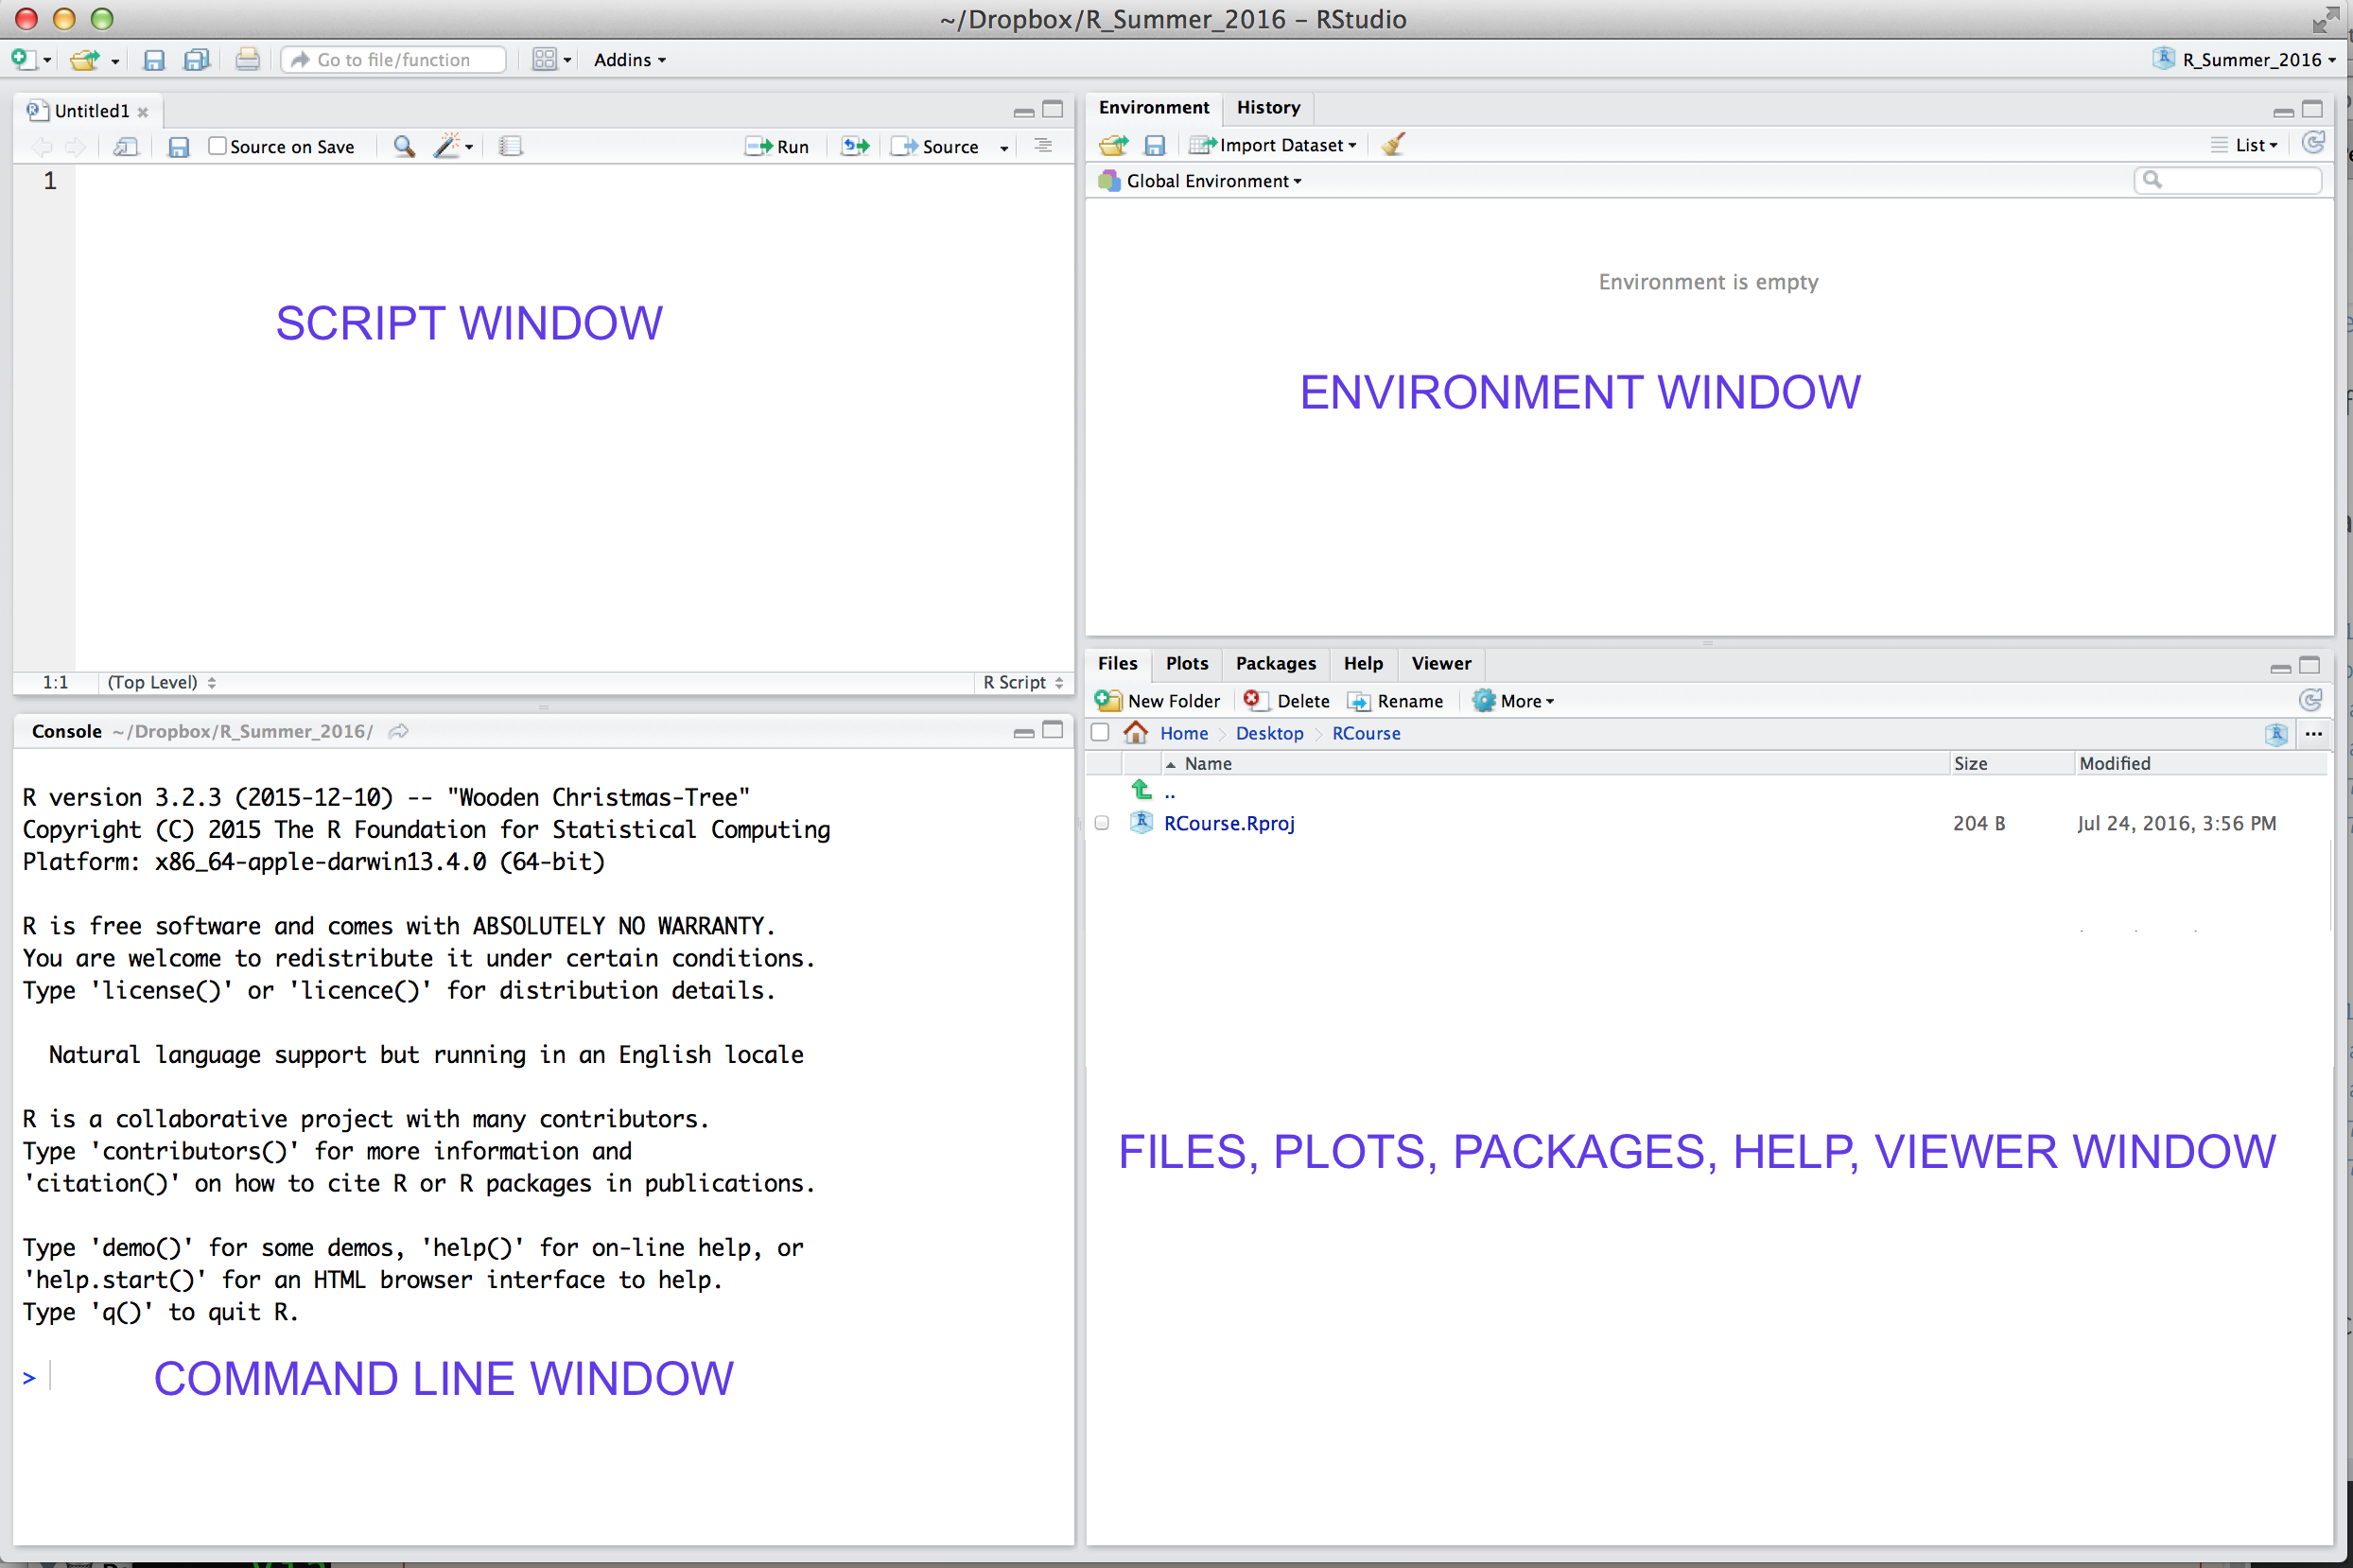 ~/Dropbox/R_Summer_2016 – RStudio
Go to file/function
Addins
R_Summer_2016
Untitled1
Source on Save
Run
Source
1
SCRIPT WINDOW
1:1
(Top Level)
R Script
Environment
History
Import Dataset
List
Global Environment
Environment is empty
ENVIRONMENT WINDOW
Console ~/Dropbox/R_Summer_2016/
R version 3.2.3 (2015-12-10) -- "Wooden Christmas-Tree"
Copyright (C) 2015 The R Foundation for Statistical Computing
Platform: x86_64-apple-darwin13.4.0 (64-bit)
R is free software and comes with ABSOLUTELY NO WARRANTY.
You are welcome to redistribute it under certain conditions.
Type 'license()' or 'licence()' for distribution details.
Natural language support but running in an English locale
R is a collaborative project with many contributors.
Type 'contributors()' for more information and
'citation()' on how to cite R or R packages in publications.
Type 'demo()' for some demos, 'help()' for on-line help, or
'help.start()' for an HTML browser interface to help.
Type 'q()' to quit R.
>
COMMAND LINE WINDOW
Files
Plots
Packages
Help
Viewer
New Folder
Delete
Rename
More
Home
Desktop
RCourse
...
Name
Size
Modified
..
RCourse.Rproj
204 B
Jul 24, 2016, 3:56 PM
FILES, PLOTS, PACKAGES, HELP, VIEWER WINDOW